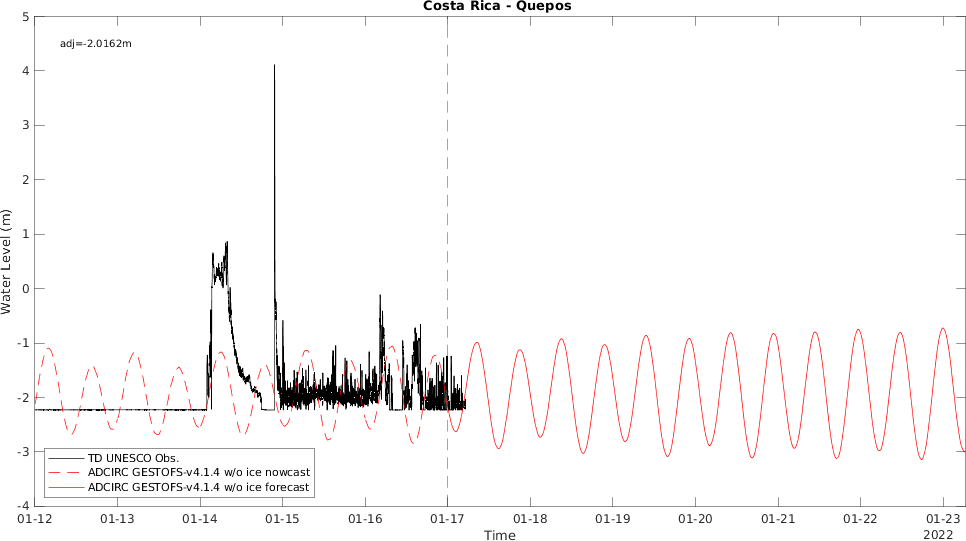 Costa Rica - Quepos
adj=-2.0162m
5
4
3
2
1
0
-1
-2
-3
-4
Water Level (m)
TD UNESCO Obs.
ADCIRC GESTOFS-v4.1.4 w/o ice nowcast
ADCIRC GESTOFS-v4.1.4 w/o ice forecast
01-12 01-13 01-14 01-15 01-16 01-17 01-18 01-19 01-20 01-21 01-22 01-23
Time
2022